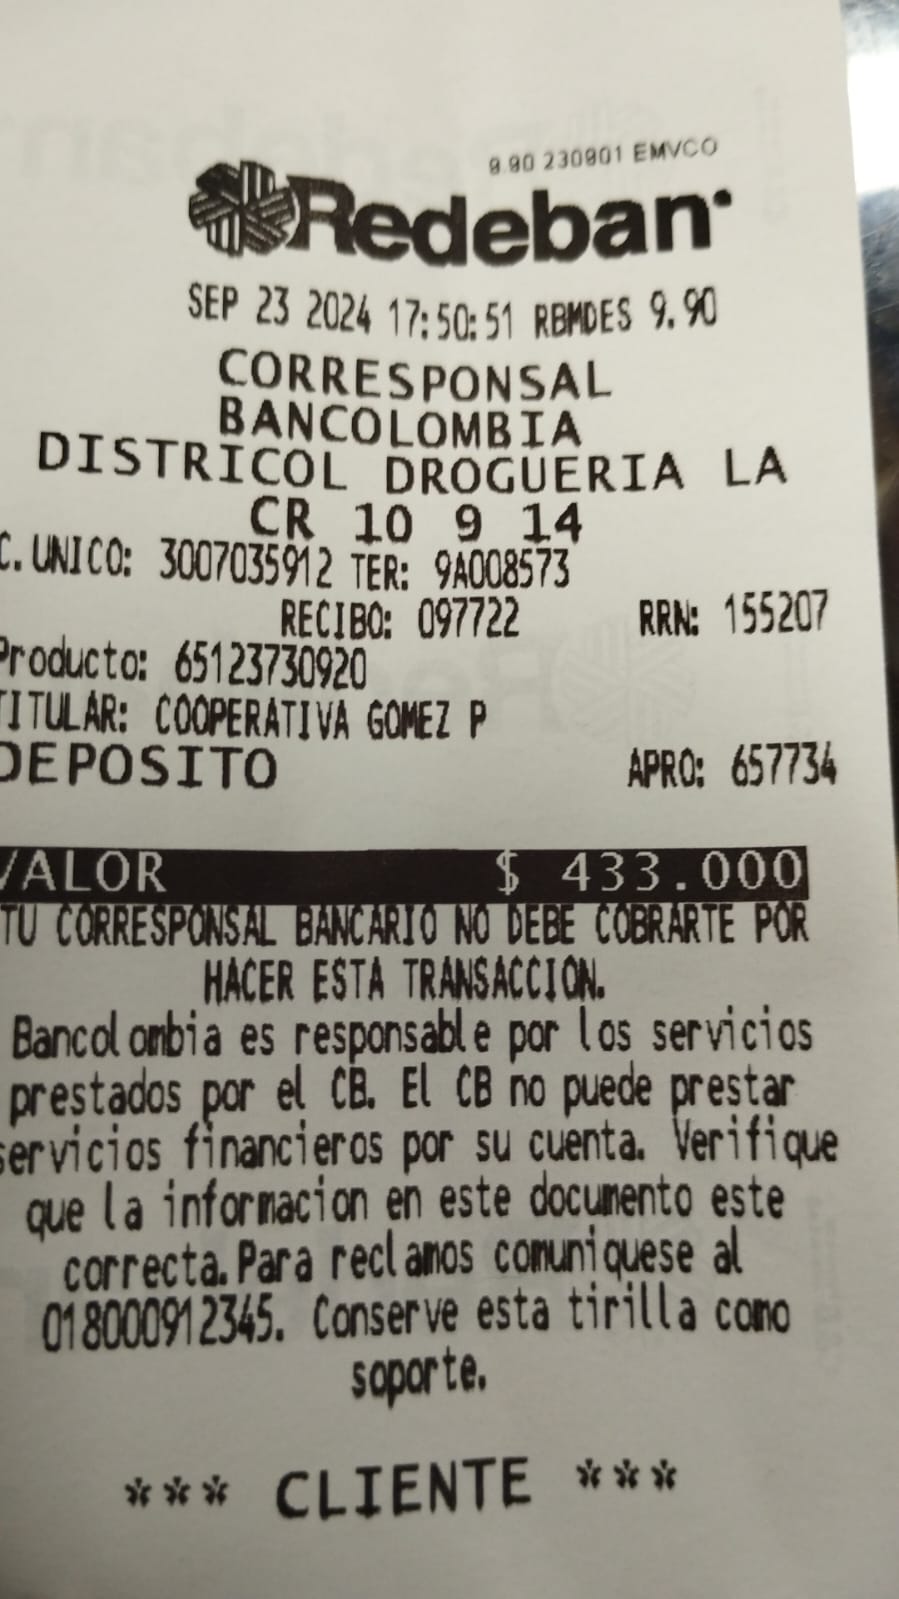 9.90 230901 EMVCO
Redeban
SEP 23 2024 17:50:51 RBMDES 9.90
CORRESPONSAL
BANCOLOMBIA
DISTRICOL DROGUERIA LA
CR 10 9 14
C. UNICO: 3007035912 TER: 9A008573
RECIBO: 097722 RRN: 155207
Producto: 65123730920
TITULAR: COOPERATIVA GOMEZ P
DEPOSITO APRO: 657734
VALOR $ 433.000
TU CORRESPONSAL BANCARIO NO DEBE COBRARTE POR
HACER ESTA TRANSACCION.
Bancolombia es responsable por los servicios
prestados por el CB. El CB no puede prestar
servicios financieros por su cuenta. Verifique
que la informacion en este documento este
correcta.Para reclamos comuniquese al
018000912345. Conserve esta tirilla como
soporte.
*** CLIENTE ***